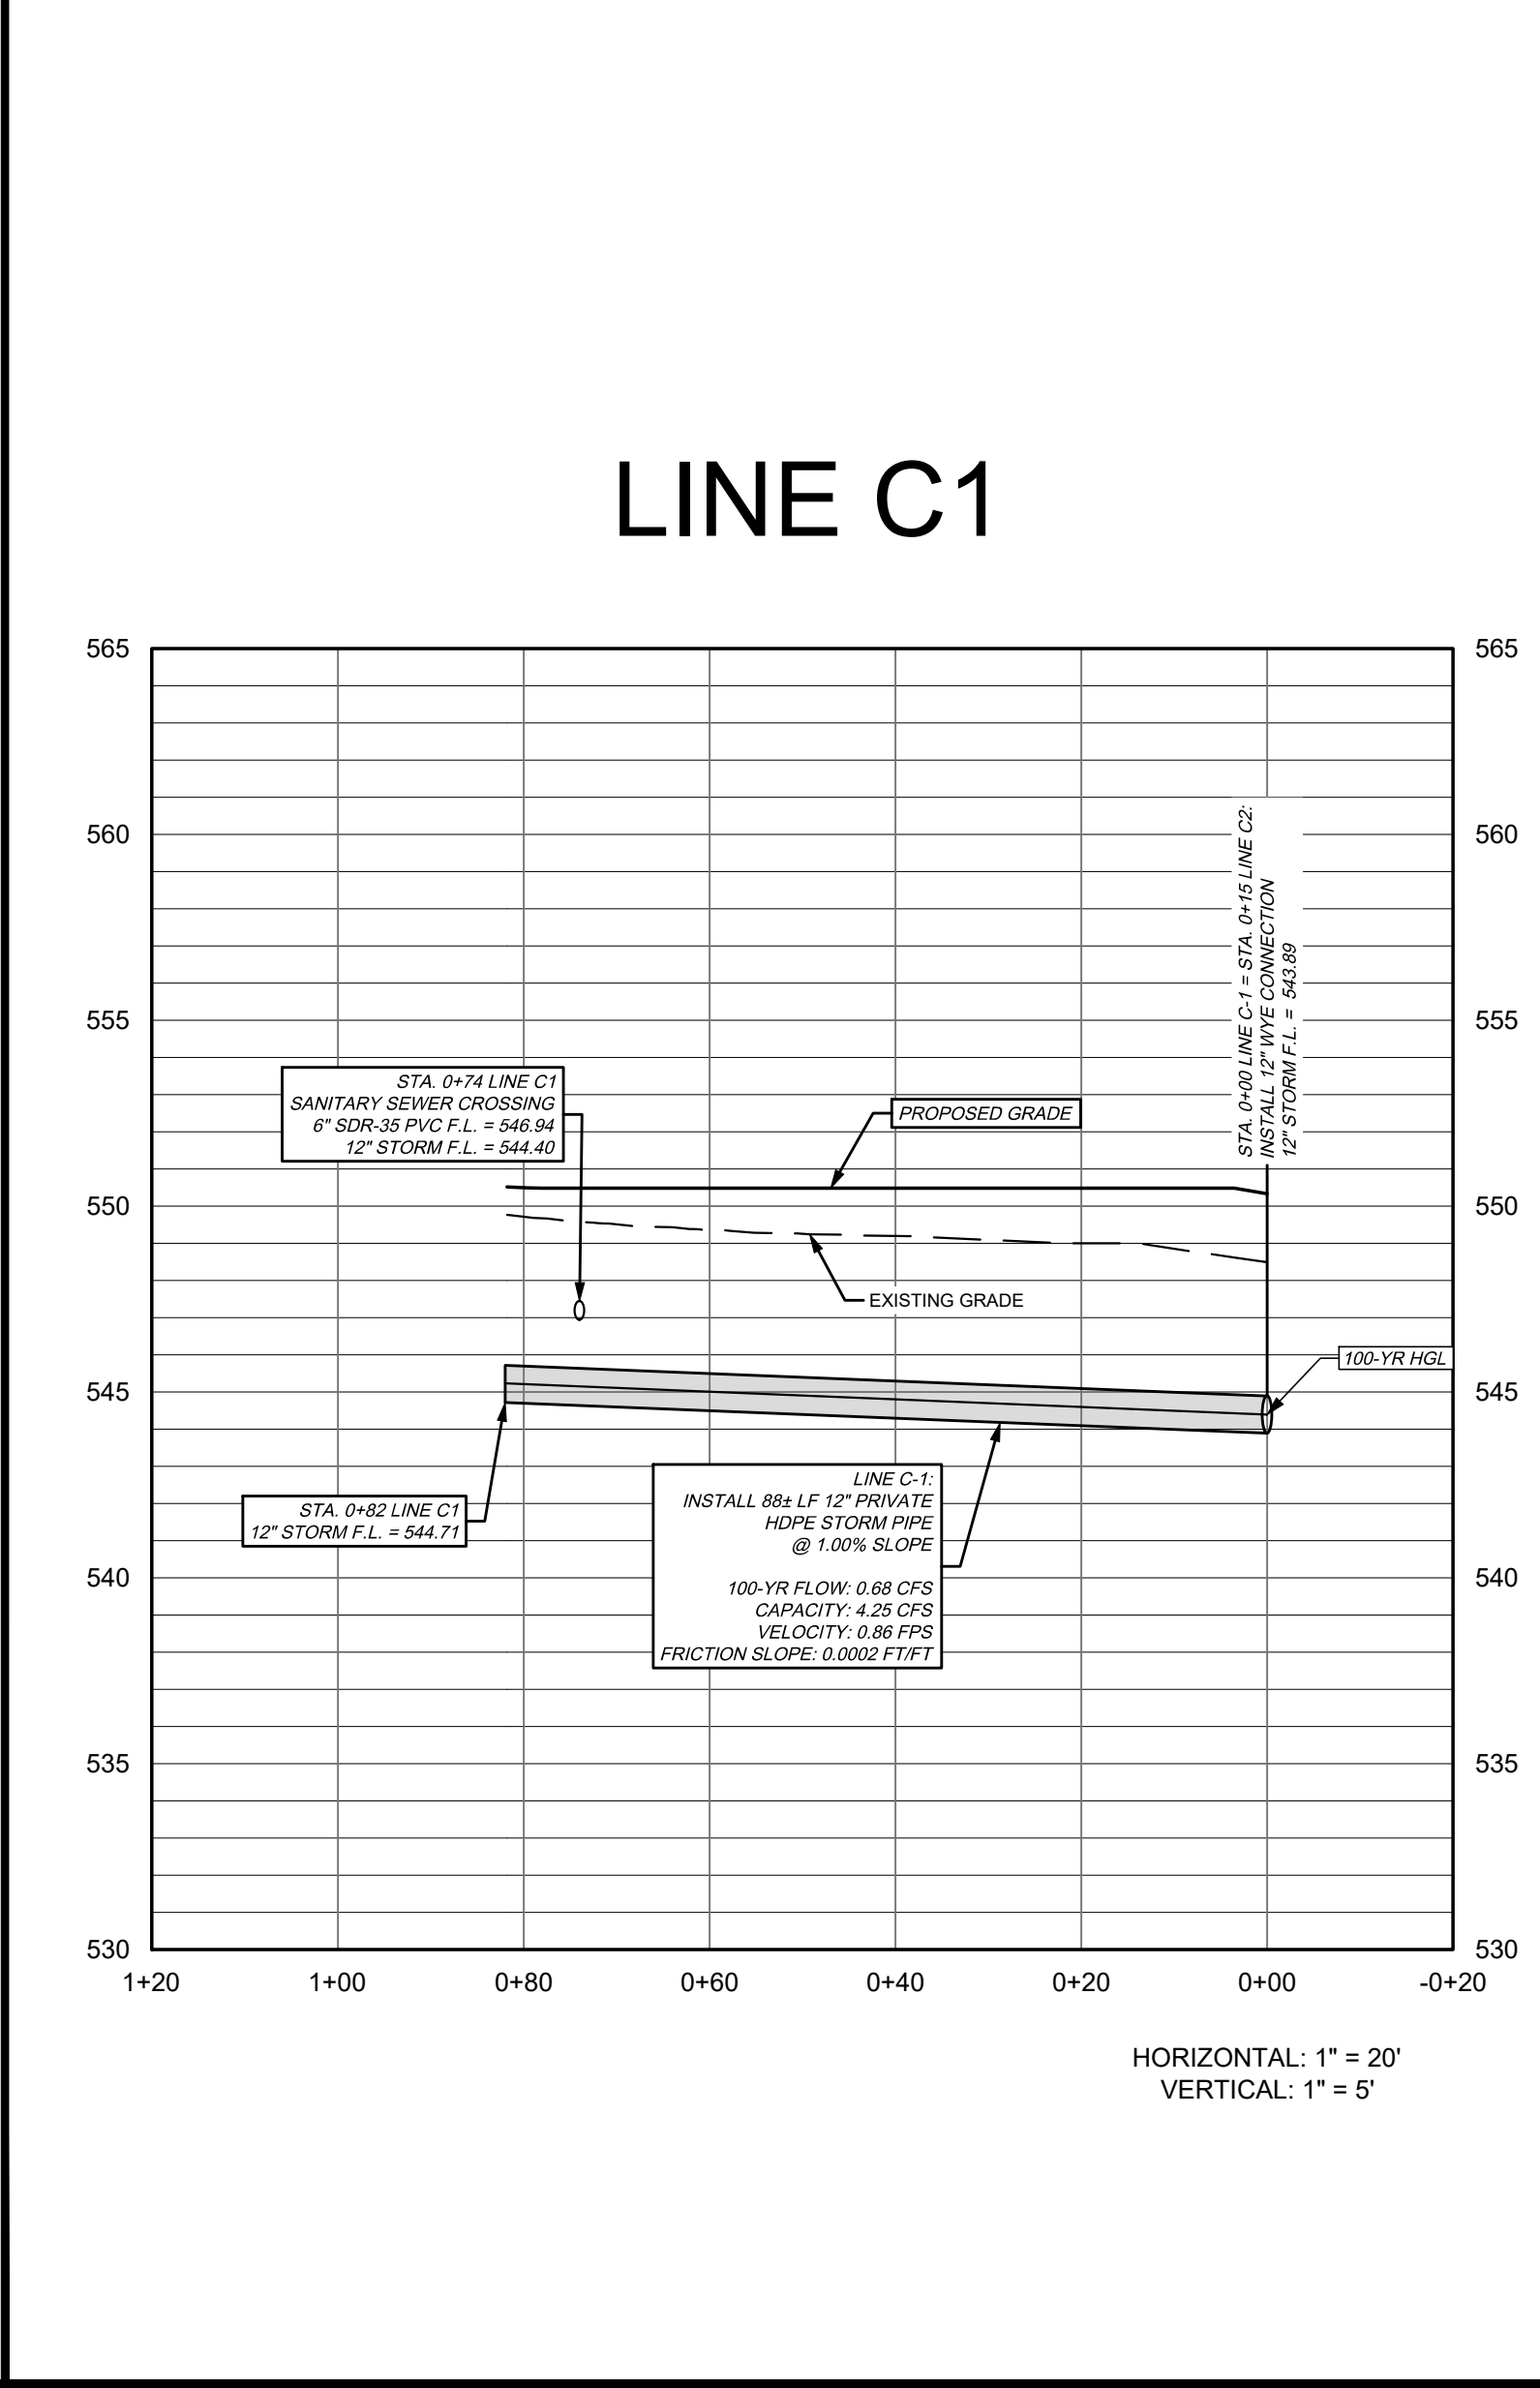 LINE C1
565
565
560
560
555
555
550
550
545
545
540
540
535
535
530
530
STA. 0+00 LINE C-1 = STA. 0+15 LINE C2:
INSTALL 12" WYE CONNECTION
12" STORM F.L. = 543.89
STA. 0+74 LINE C1
SANITARY SEWER CROSSING
6" SDR-35 PVC F.L. = 546.94
12" STORM F.L. = 544.40
PROPOSED GRADE
EXISTING GRADE
100-YR HGL
STA. 0+82 LINE C1
12" STORM F.L. = 544.71
LINE C-1:
INSTALL 88± LF 12" PRIVATE
HDPE STORM PIPE
@ 1.00% SLOPE
100-YR FLOW: 0.68 CFS
CAPACITY: 4.25 CFS
VELOCITY: 0.86 FPS
FRICTION SLOPE: 0.0002 FT/FT
1+20 1+00 0+80 0+60 0+40 0+20 0+00 -0+20
HORIZONTAL: 1" = 20'
VERTICAL: 1" = 5'